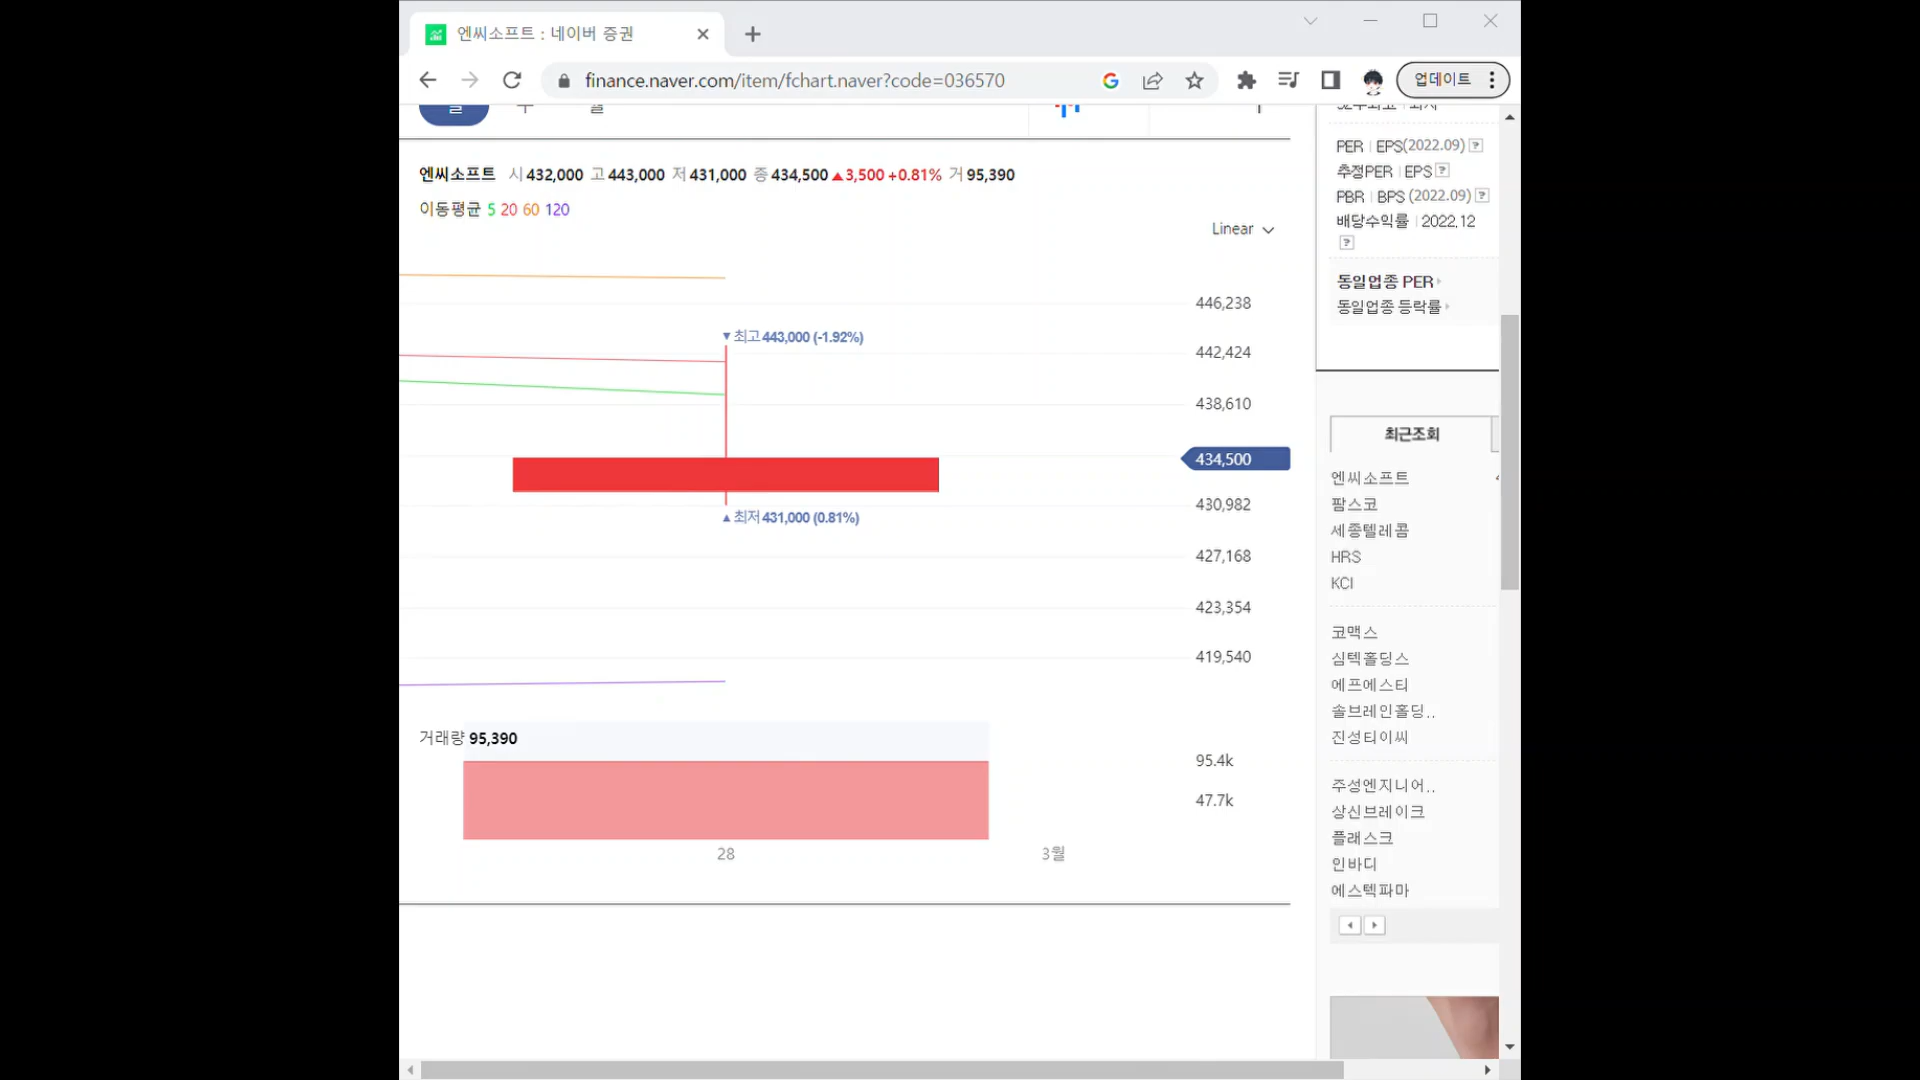 엔씨소프트 : 네이버 증권
finance.naver.com/item/fchart.naver?code=036570
업데이트
엔씨소프트 시 432,000 고 443,000 저 431,000 종 434,500 ▲3,500 +0.81% 거 95,390
이동평균 5 20 60 120
Linear
446,238
▼최고 443,000 (-1.92%)
442,424
438,610
434,500
430,982
▲최저 431,000 (0.81%)
427,168
423,354
419,540
거래량 95,390
95.4k
47.7k
28
3월
PER | EPS(2022.09) ?
추정PER | EPS ?
PBR | BPS (2022.09) ?
배당수익률 | 2022.12
?
동일업종 PER
동일업종 등락률
최근조회
엔씨소프트
팜스코
세종텔레콤
HRS
KCI
코맥스
심텍홀딩스
에프에스티
솔브레인홀딩..
진성티이씨
주성엔지니어..
상신브레이크
플래스크
인바디
에스텍파마